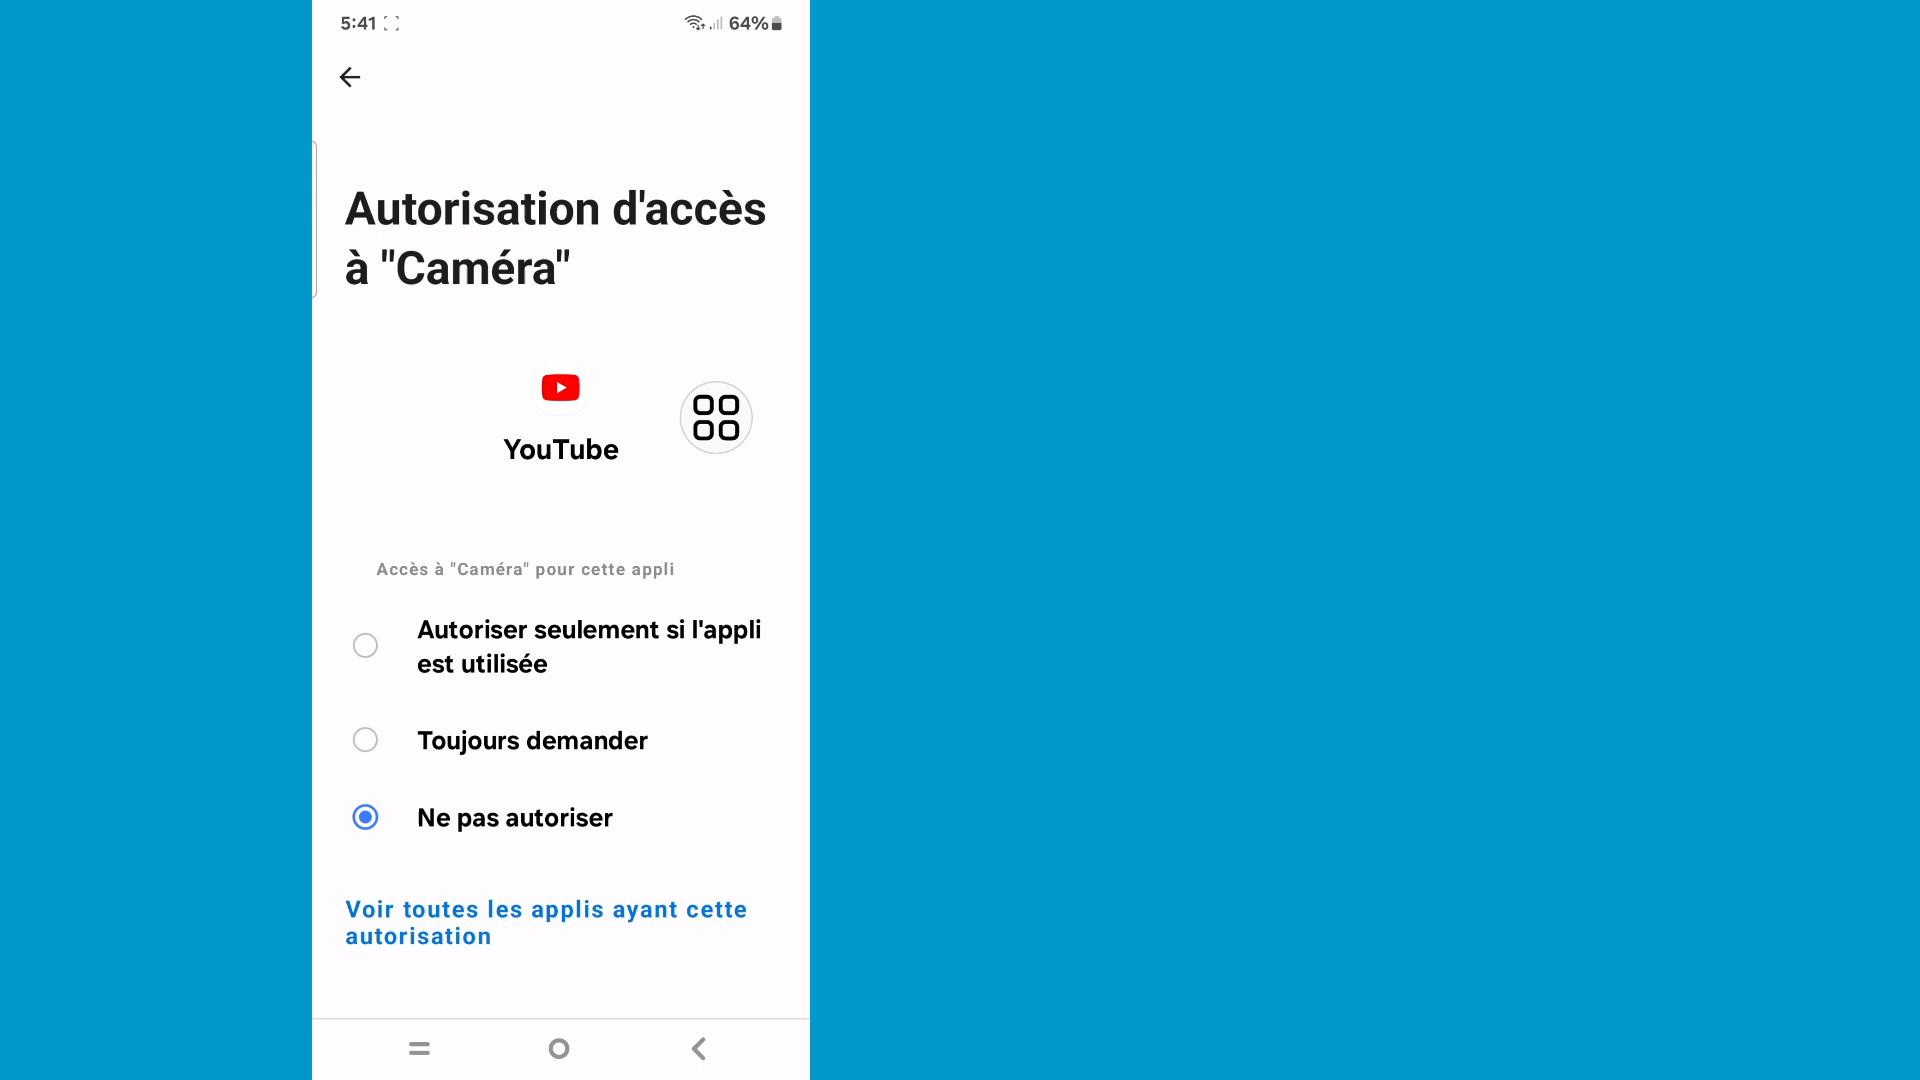 5:41
64%
Autorisation d'accès
à "Caméra"
YouTube
Accès à "Caméra" pour cette appli
Autoriser seulement si l'appli
est utilisée
Toujours demander
Ne pas autoriser
Voir toutes les applis ayant cette
autorisation